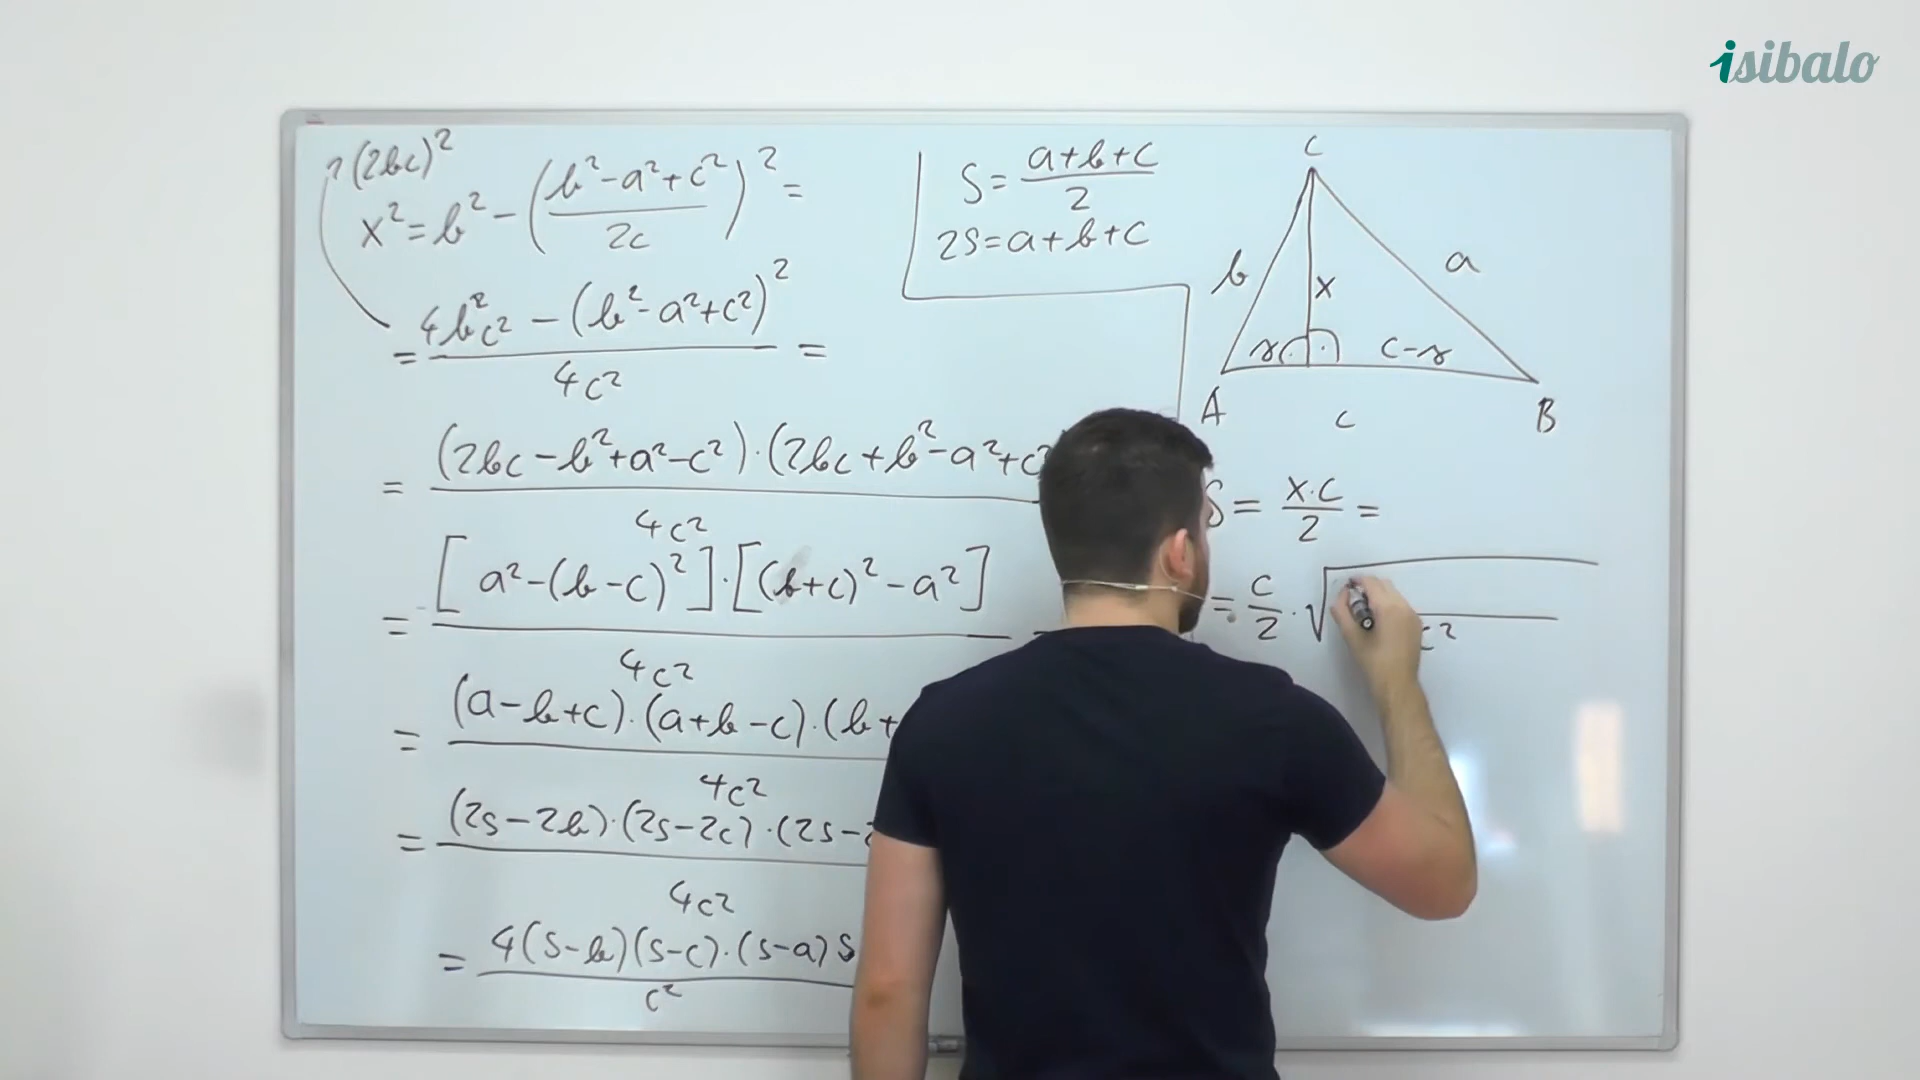 isibalo
(2bc)²
x² = b² - ((b² - a² + c²)/2c)² =
= (4b²c² - (b² - a² + c²)²)/4c² =
= (2bc - b² + a² - c²)·(2bc + b² - a² + c²
4c²
= [a² - (b - c)²]·[(b + c)² - a²]
4c²
= (a - b + c)·(a + b - c)·(b +
4c²
= (2s - 2b)·(2s - 2c)·(2s -
4c²
= 4(s - b)(s - c)·(s - a) s
c²
s = (a + b + c)/2
2s = a + b + c
C
b
x
a
c - 
A
c
B
S = x·c/2 =
= c/2 · √
c²